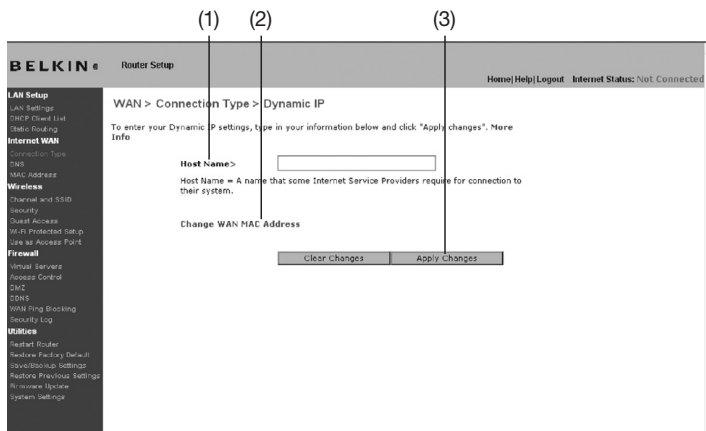 (1) (2) (3)
BELKIN
Router Setup
Home|Help|Logout Internet Status: Not Connected
LAN Setup
LAN Settings
DHCP Client List
Static Routing
Internet WAN
Connection Type
DNS
MAC Address
Wireless
Channel and SSID
Security
Guest Access
Wi-Fi Protected Setup
Use as Access Point
Firewall
Virtual Servers
Access Control
DMZ
DDNS
WAN Ping Blocking
Security Log
Utilities
Restart Router
Restore Factory Default
Save/Backup Settings
Restore Previous Settings
Firmware Update
System Settings
WAN > Connection Type > Dynamic IP
To enter your Dynamic IP settings, type in your information below and click "Apply changes". More
Info
Host Name>
Host Name = A name that some Internet Service Providers require for connection to
their system.
Change WAN MAC Address
Clear Changes Apply Changes